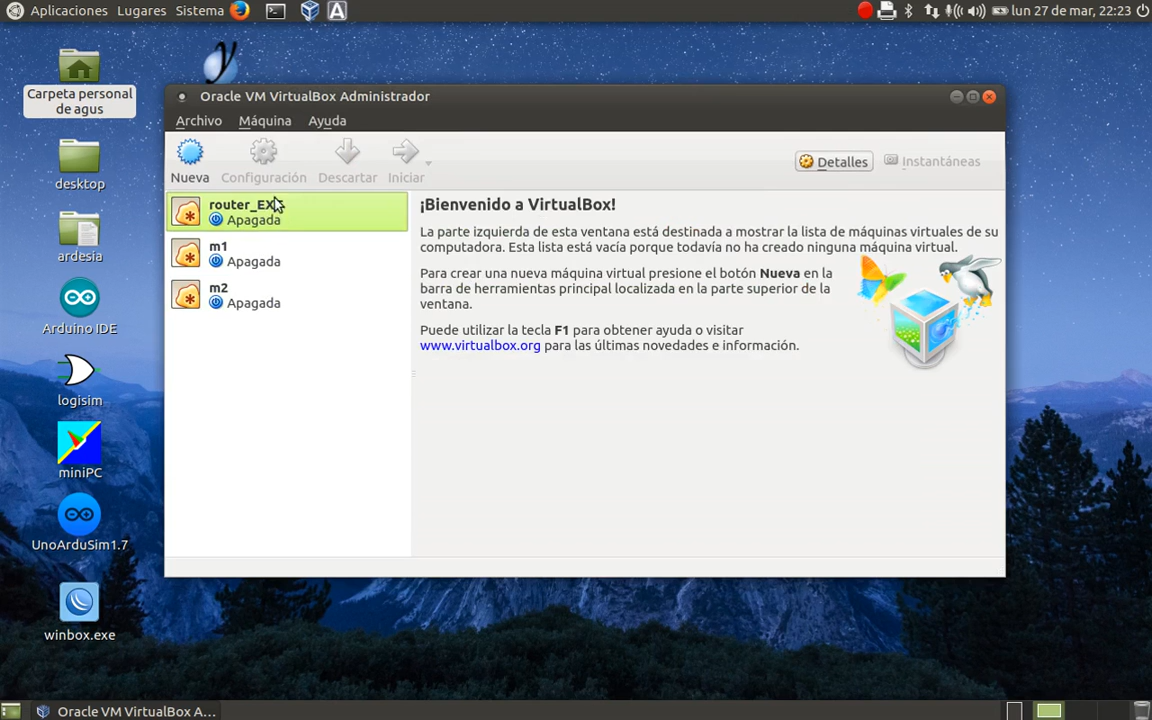 Aplicaciones Lugares Sistema lun 27 de mar, 22:23
Carpeta personal
de agus
desktop
ardesia
Arduino IDE
logisim
miniPC
UnoArduSim1.7
winbox.exe
Oracle VM VirtualBox Administrador
Archivo Máquina Ayuda
Nueva Configuración Descartar Iniciar Detalles Instantáneas
Apagada
m1
Apagada
m2
Apagada
¡Bienvenido a VirtualBox!
La parte izquierda de esta ventana está destinada a mostrar la lista de máquinas virtuales de su
computadora. Esta lista está vacía porque todavía no ha creado ninguna máquina virtual.
Para crear una nueva máquina virtual presione el botón Nueva en la
barra de herramientas principal localizada en la parte superior de la
ventana.
Puede utilizar la tecla F1 para obtener ayuda o visitar
www.virtualbox.org para las últimas novedades e información.
Oracle VM VirtualBox A...